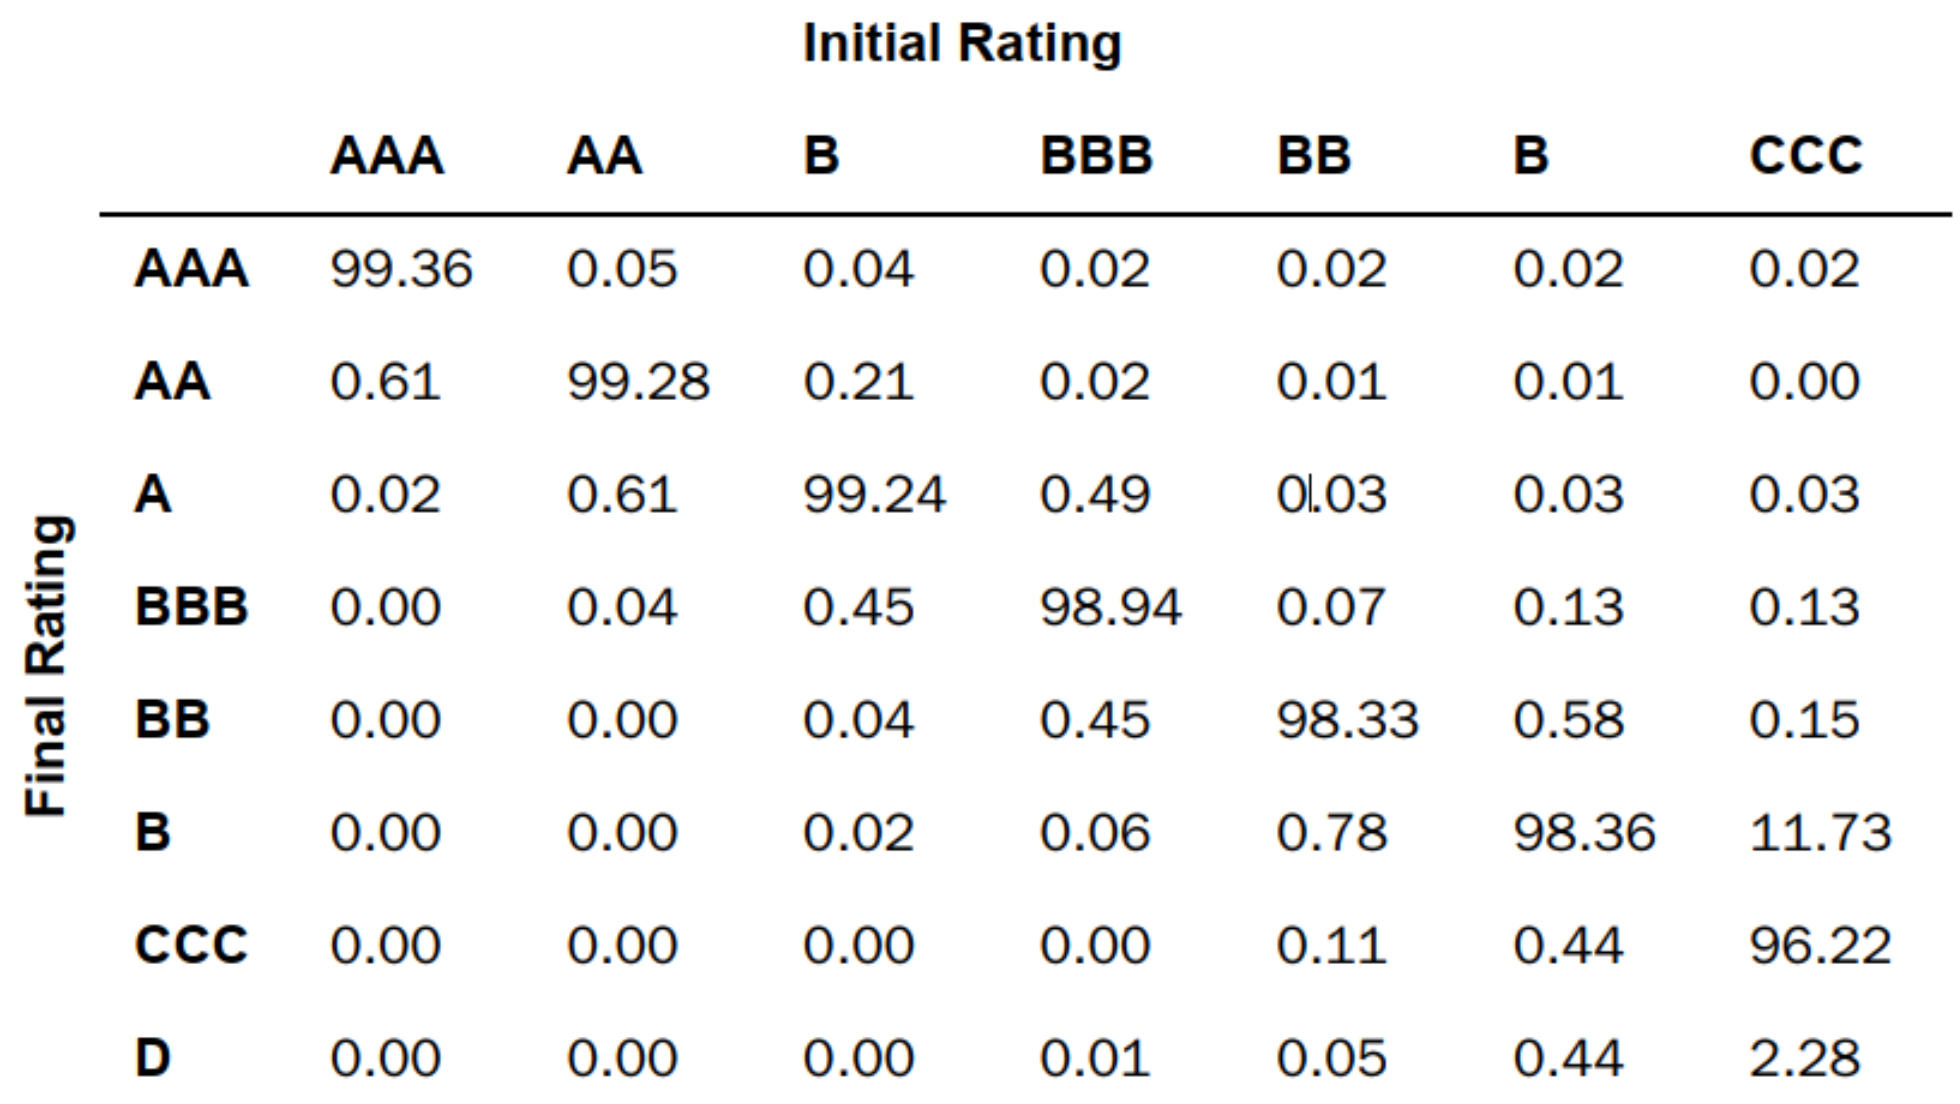 Initial Rating
AAA AA B BBB BB B CCC
AAA 99.36 0.05 0.04 0.02 0.02 0.02 0.02
AA 0.61 99.28 0.21 0.02 0.01 0.01 0.00
A 0.02 0.61 99.24 0.49 0.03 0.03 0.03
BBB 0.00 0.04 0.45 98.94 0.07 0.13 0.13
BB 0.00 0.00 0.04 0.45 98.33 0.58 0.15
B 0.00 0.00 0.02 0.06 0.78 98.36 11.73
CCC 0.00 0.00 0.00 0.00 0.11 0.44 96.22
D 0.00 0.00 0.00 0.01 0.05 0.44 2.28
Final Rating